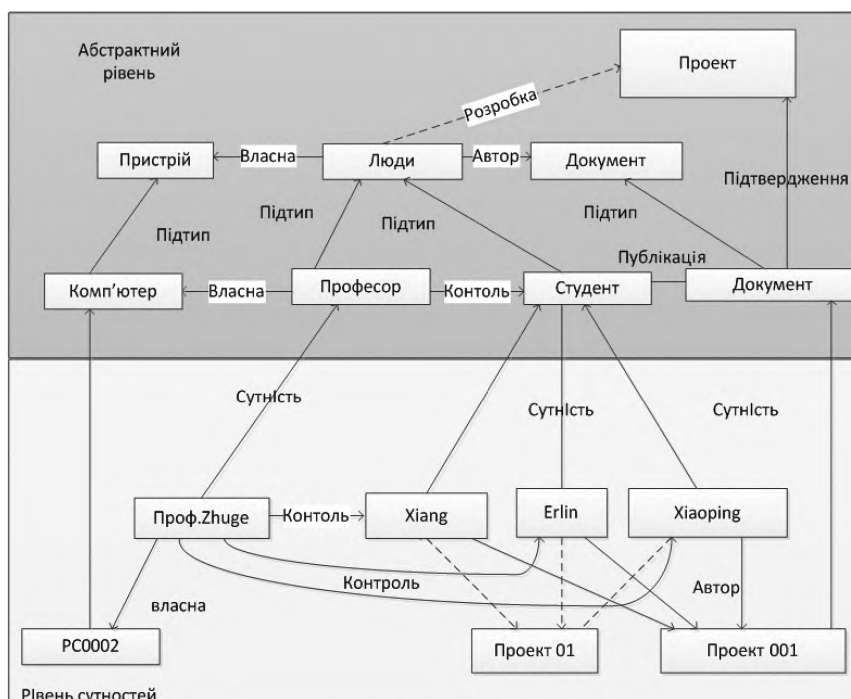 Абстрактний
рівень
Проект
Розробка
Пристрій
Власна
Люди
Автор
Документ
Підтвердження
Підтип
Підтип
Підтип
Підтип
Публікація
Комп'ютер
Власна
Професор
Контоль
Студент
Документ
Сутність
Сутність
Сутність
Проф.Zhuge
Контоль
Xiang
Erlin
Xiaoping
Контроль
Автор
власна
PC0002
Проект 01
Проект 001
Рівень сутностей